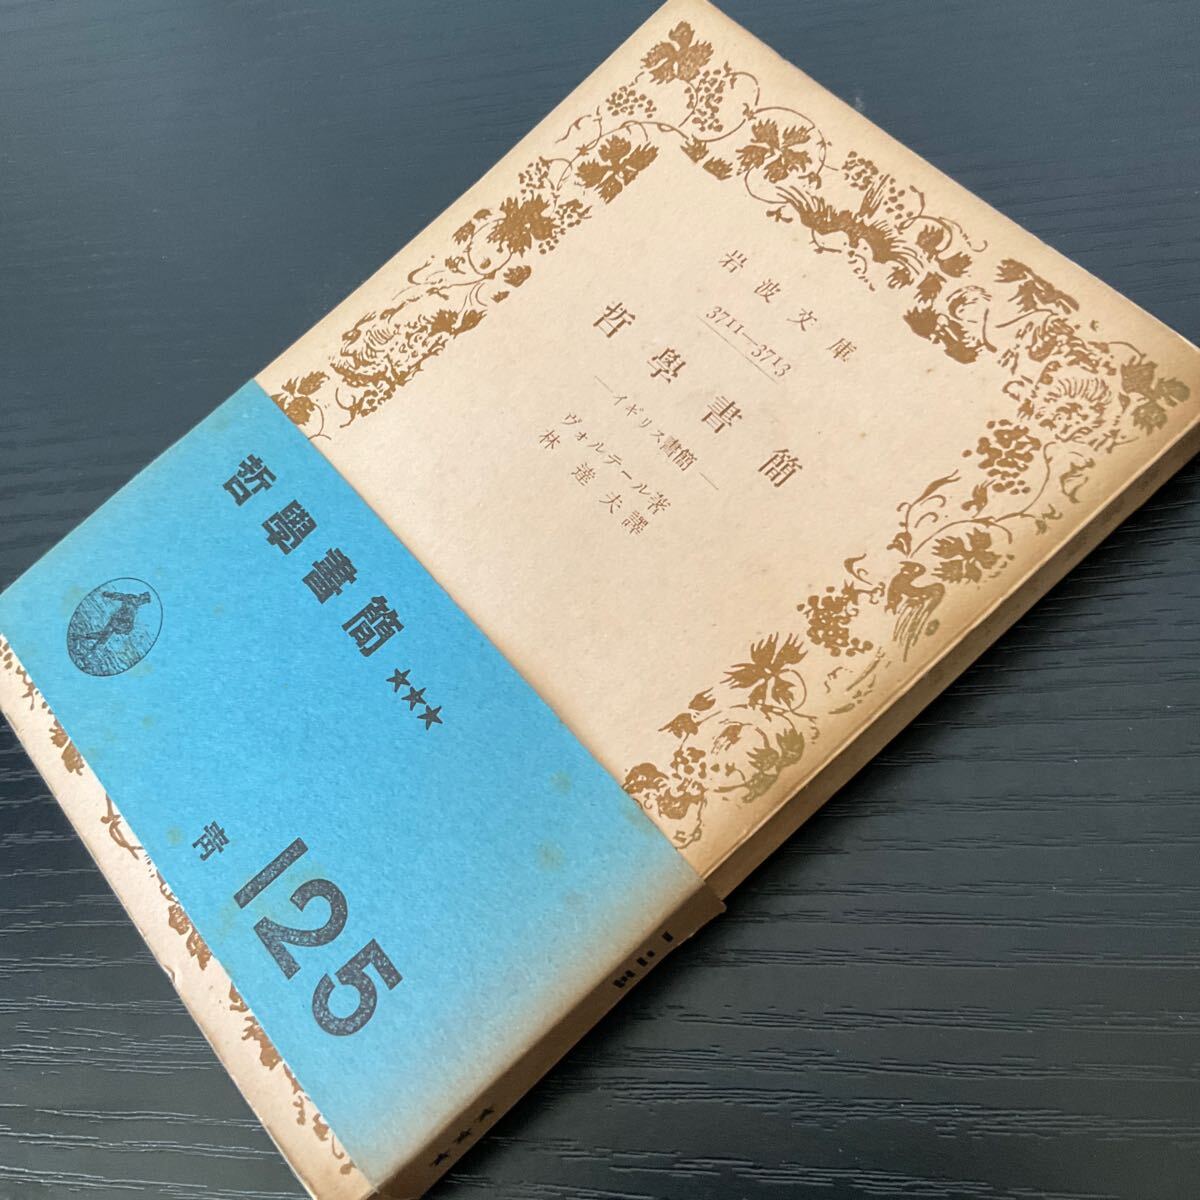 岩波文庫
3711—3713
哲學書簡
—イギリス書簡—
ヴォルテール著
林達夫譯
哲學書簡★★★
青 125
★★★